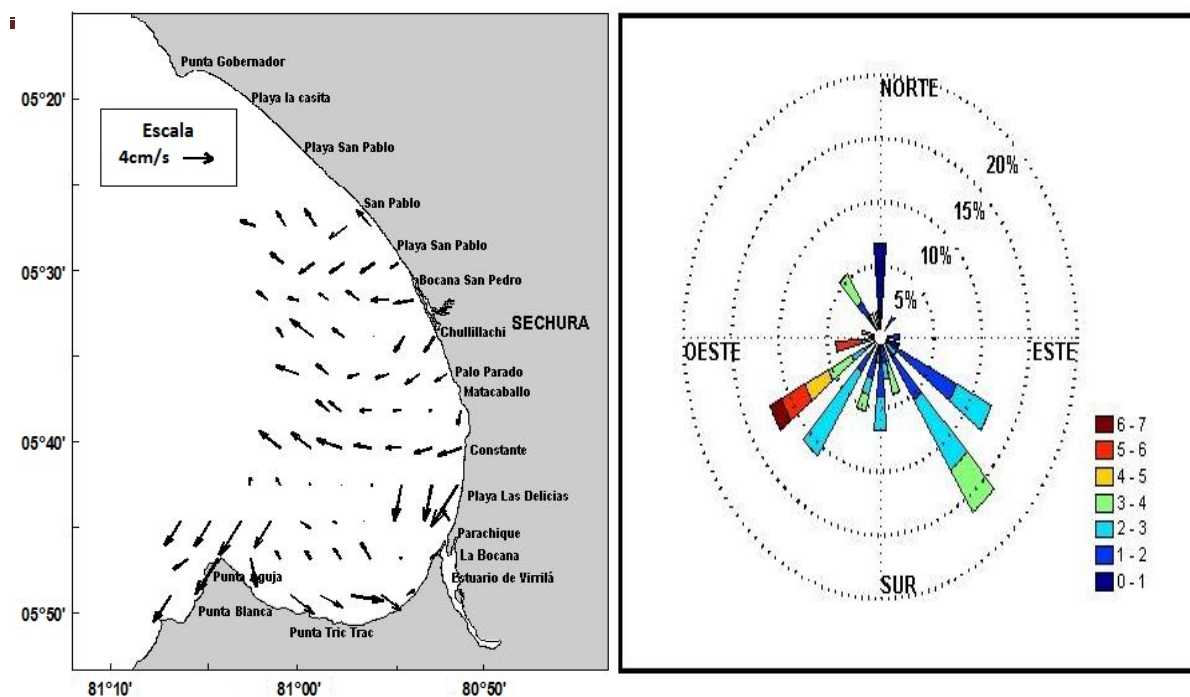 Punta Gobernador
05°20'
Playa la casita
Escala
4cm/s
Playa San Pablo
San Pablo
Playa San Pablo
05°30'
Bocana San Pedro
SECHURA
Chullillachi
Palo Parado
Matacaballo
05°40'
Constante
Playa Las Delicias
Parachique
La Bocana
Punta Aguja
Estuario de Virrilá
05°50'
Punta Blanca
Punta Tric Trac
81°10'
81°00'
80°50'
NORTE
20%
15%
10%
5%
OESTE
ESTE
SUR
6 - 7
5 - 6
4 - 5
3 - 4
2 - 3
1 - 2
0 - 1